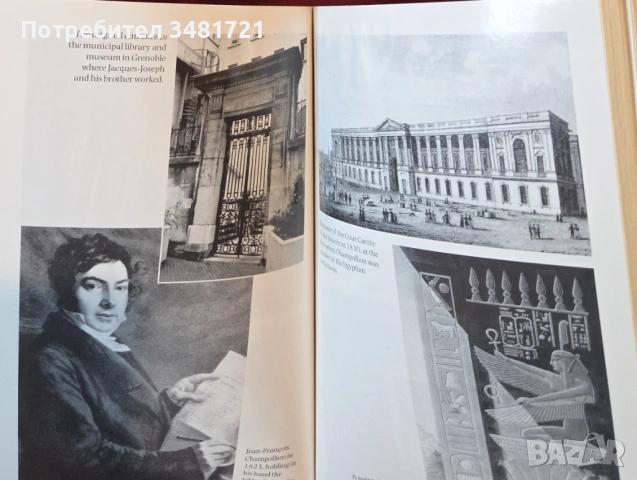 Потребител 3481721
the municipal library and
museum in Grenoble
where Jacques-Joseph
and his brother worked.
of the Cour Carrée
in 1830, at the
Champollion was
of the Egyptian
Jean-François
Champollion in
1823, holding in
his hand the
bazar
БГ